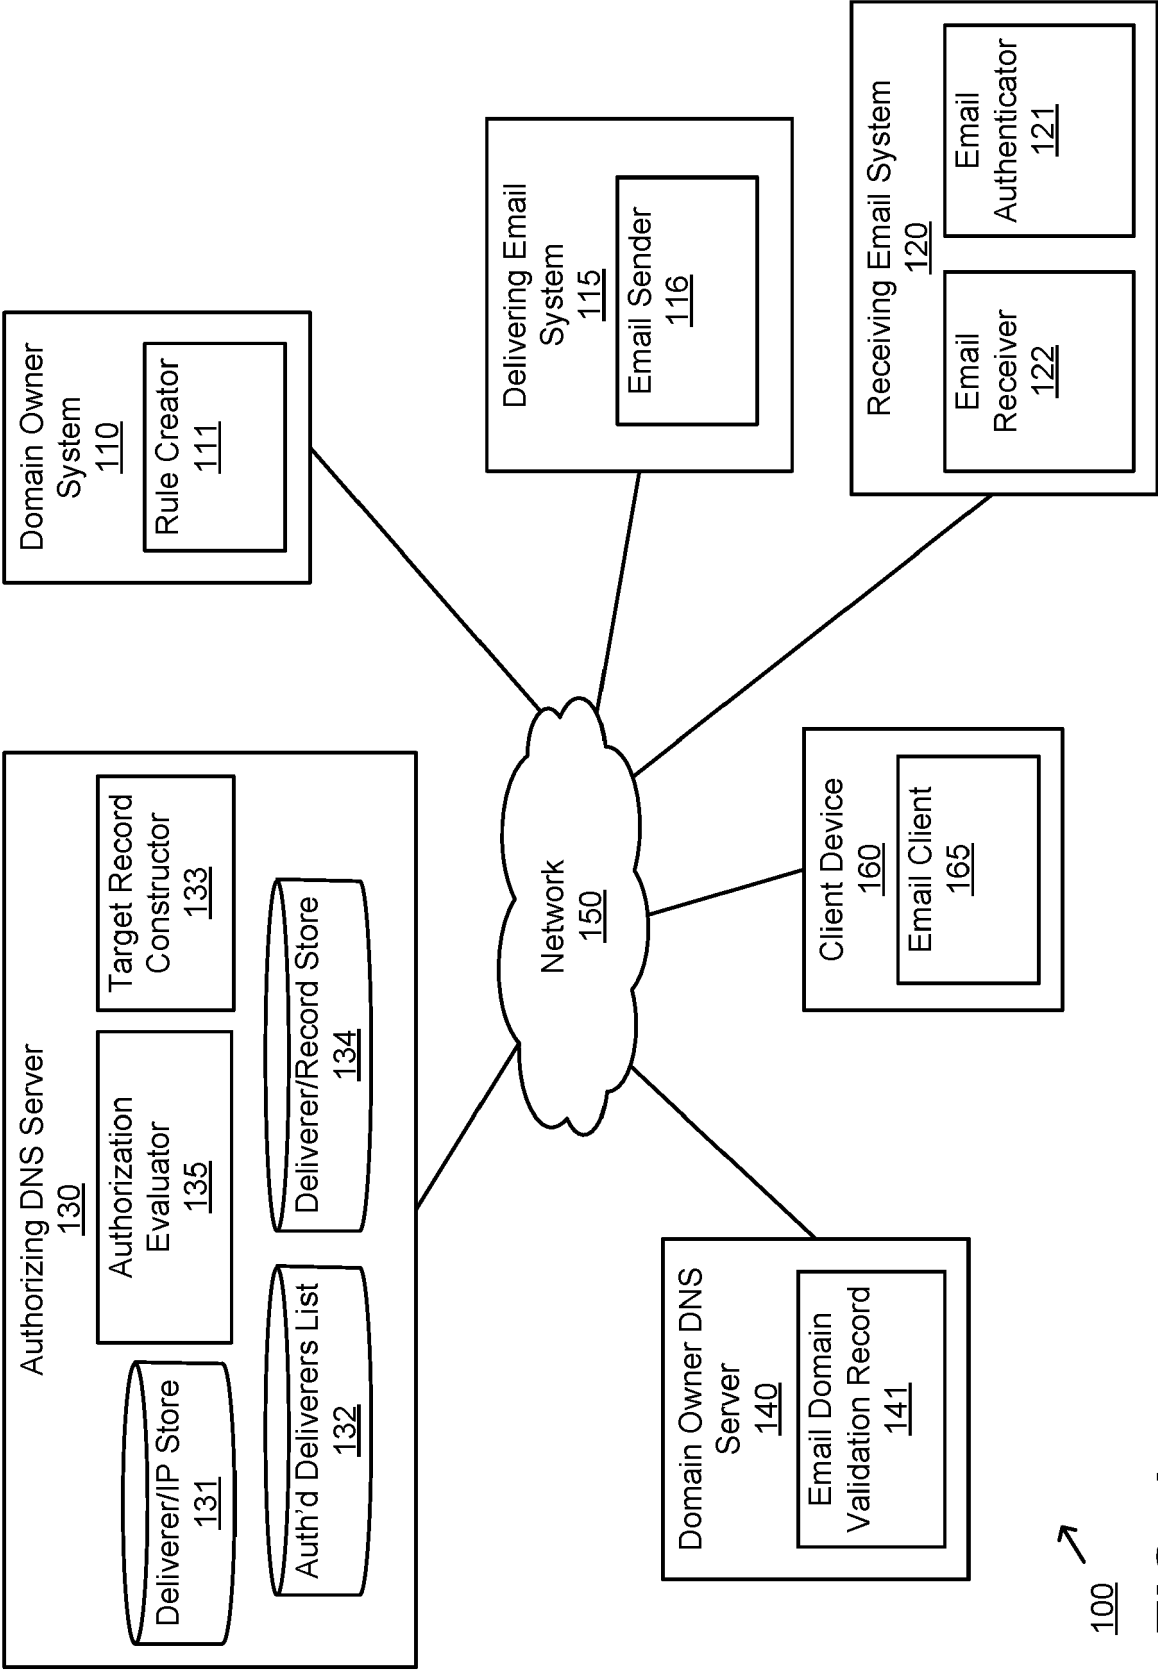 Authorizing DNS Server
130
Deliverer/IP Store
131
Authorization
Evaluator
135
Target Record
Constructor
133
Auth'd Deliverers List
132
Deliverer/Record Store
134
Domain Owner
System
110
Rule Creator
111
Delivering Email
System
115
Email Sender
116
Receiving Email System
120
Email
Receiver
122
Email
Authenticator
121
Network
150
Domain Owner DNS
Server
140
Email Domain
Validation Record
141
Client Device
160
Email Client
165
100